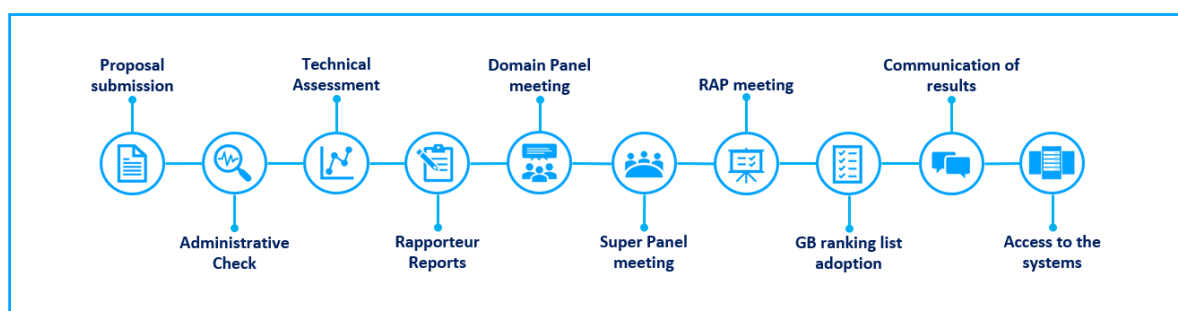 Proposal
submission
Administrative
Check
Technical
Assessment
Rapporteur
Reports
Domain Panel
meeting
Super Panel
meeting
RAP meeting
GB ranking list
adoption
Communication of
results
Access to the
systems